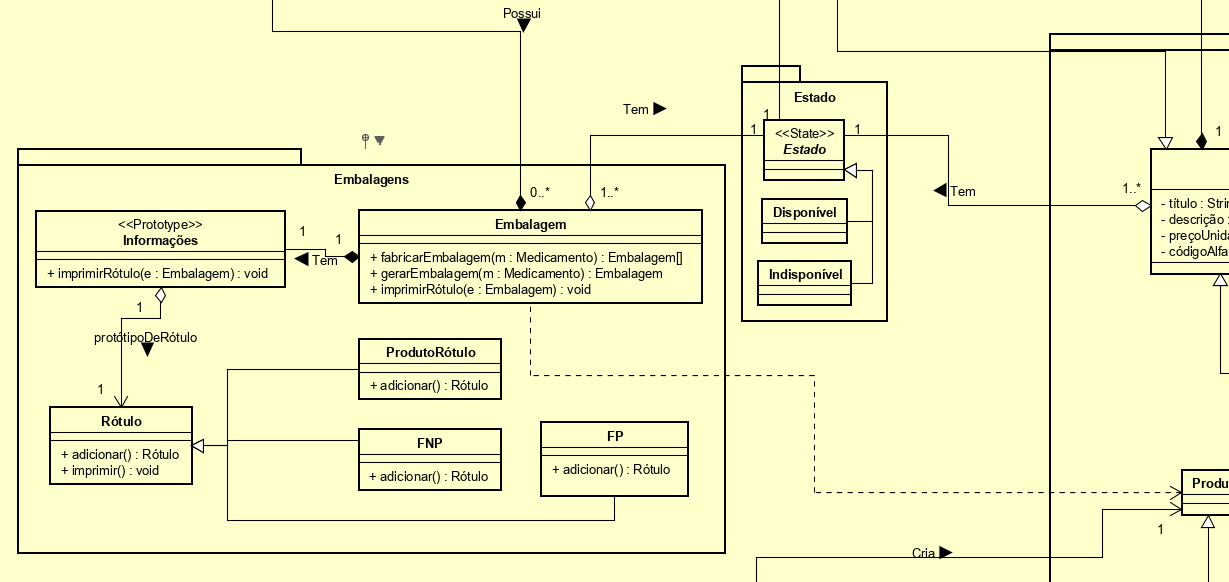 Possui
Tem
1
1
1
Estado
<<State>>
Estado
Disponível
Indisponível
Tem
1..*
1
- título : Strin
- descrição :
- preçoUnida
- códigoAlfa
Embalagens
0..*
1..*
<<Prototype>>
Informações
+ imprimirRótulo(e : Embalagem) : void
1
1
Tem
Embalagem
+ fabricarEmbalagem(m : Medicamento) : Embalagem[]
+ gerarEmbalagem(m : Medicamento) : Embalagem
+ imprimirRótulo(e : Embalagem) : void
1
protótipoDeRótulo
1
Rótulo
+ adicionar() : Rótulo
+ imprimir() : void
ProdutoRótulo
+ adicionar() : Rótulo
FNP
+ adicionar() : Rótulo
FP
+ adicionar() : Rótulo
Produ
1
Cria